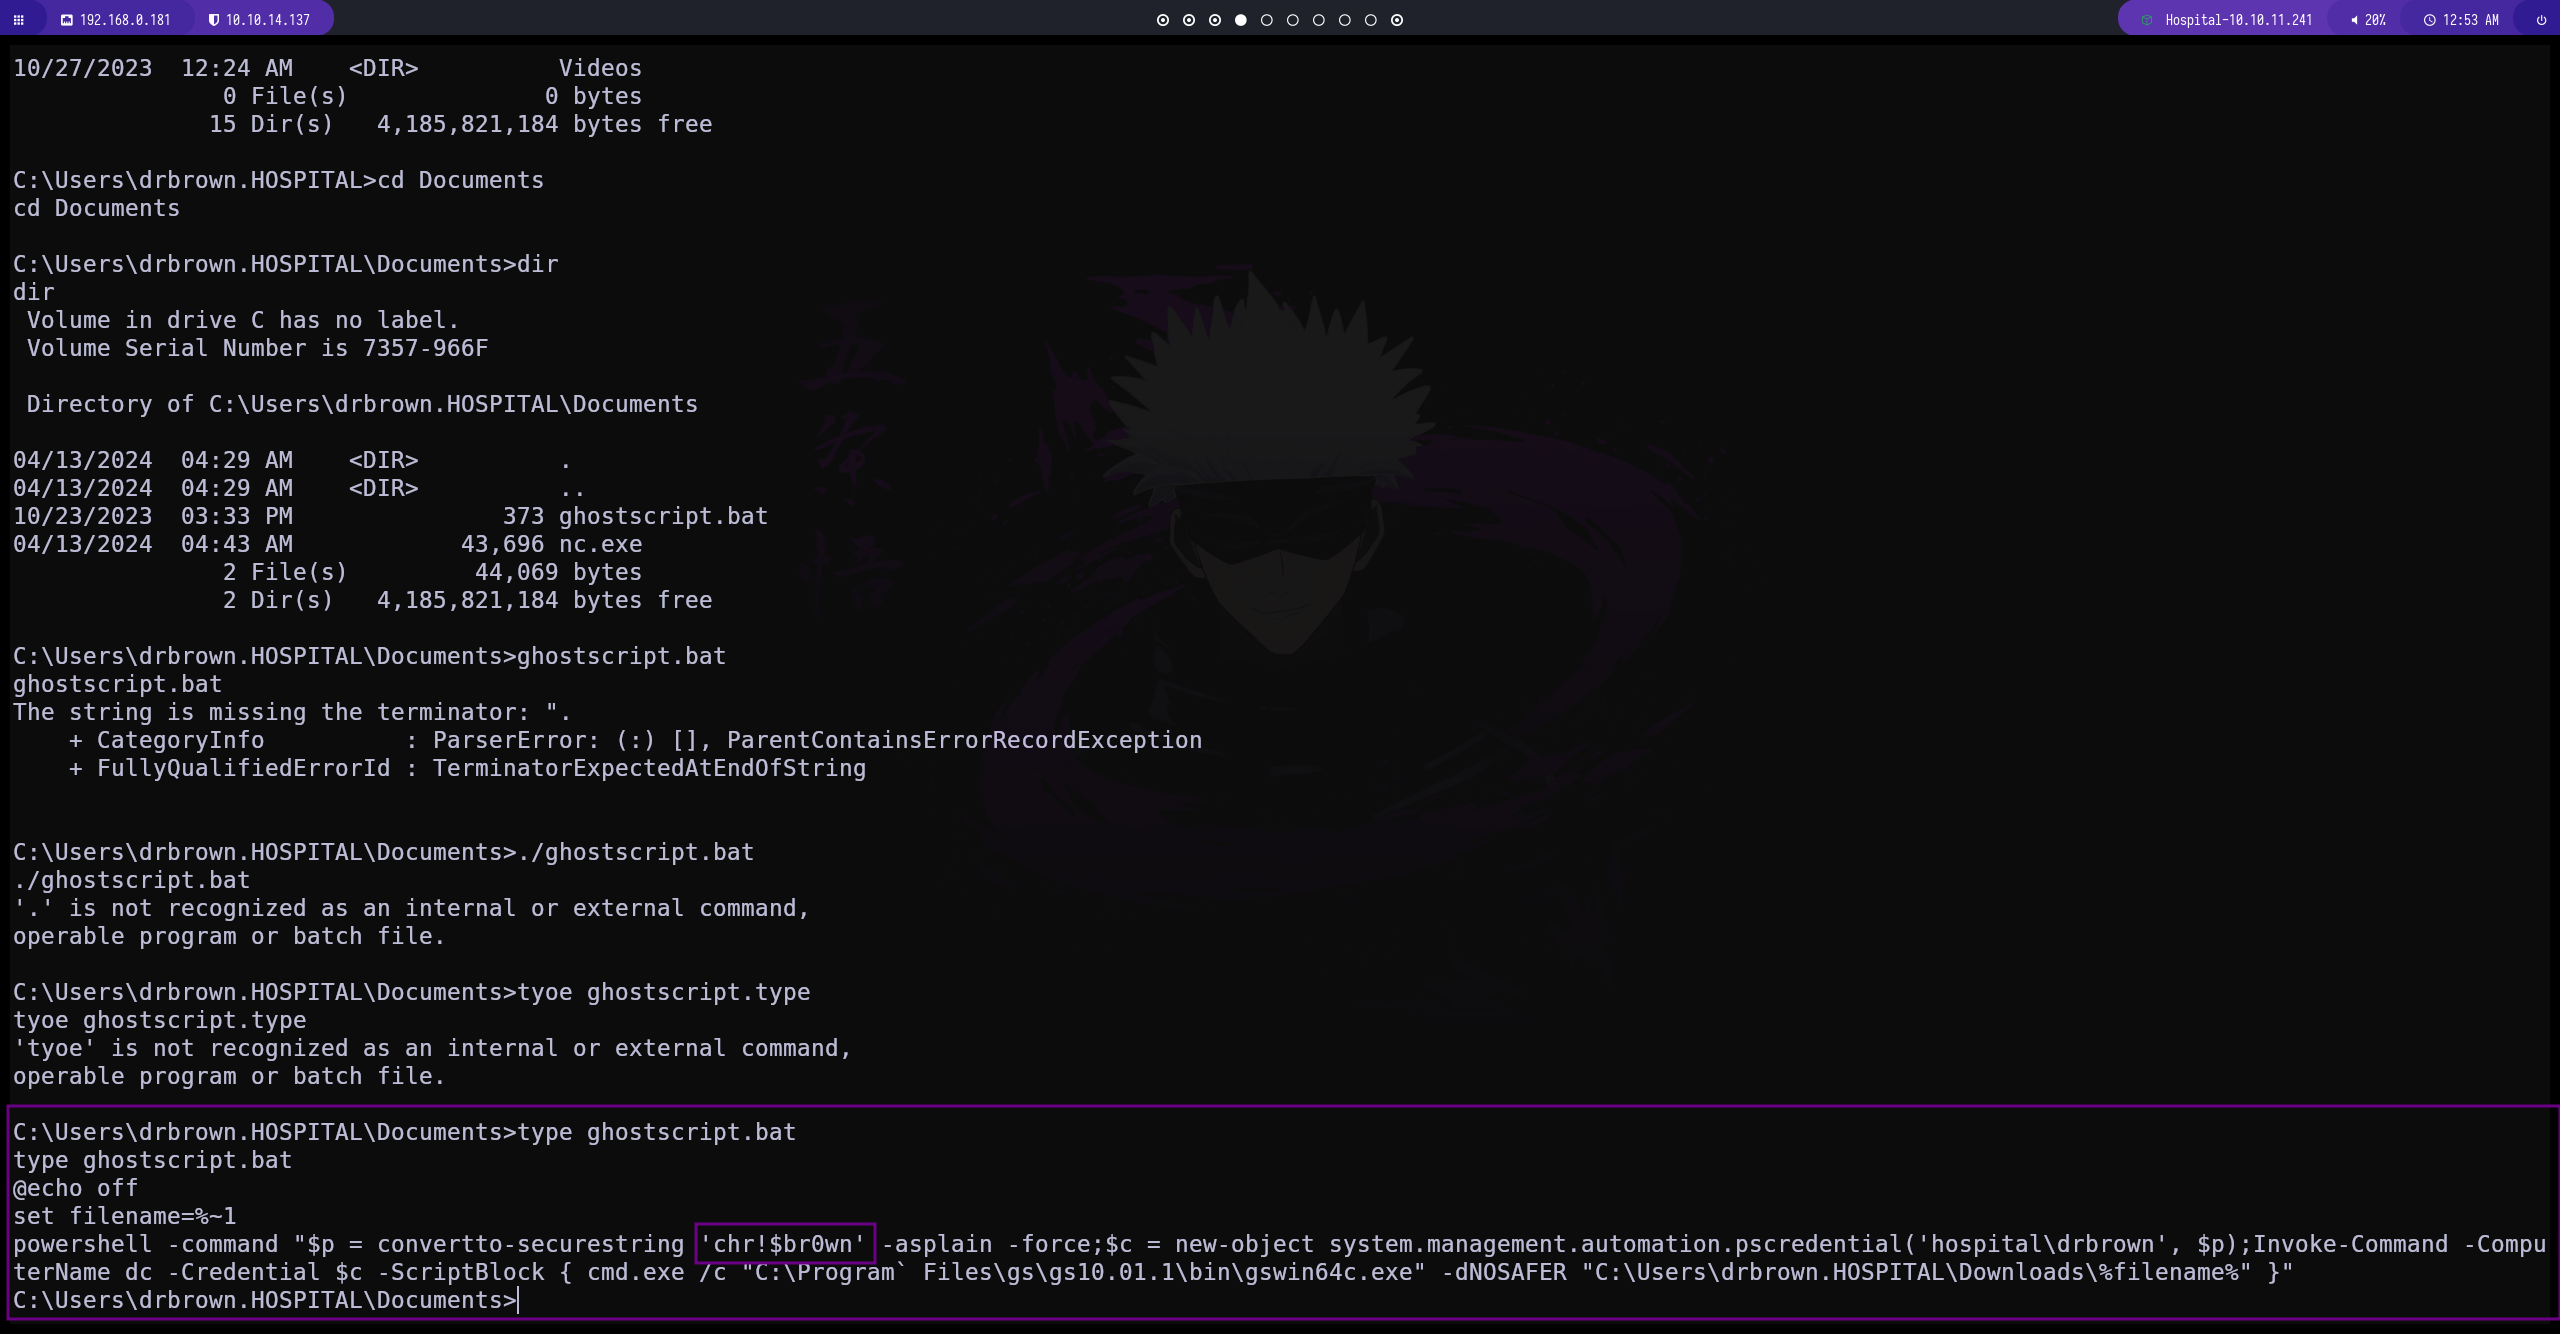 192.168.0.181 10.10.14.137 Hospital-10.10.11.241 20% 12:53 AM
10/27/2023  12:24 AM    <DIR>          Videos
               0 File(s)              0 bytes
              15 Dir(s)   4,185,821,184 bytes free
C:\Users\drbrown.HOSPITAL>cd Documents
cd Documents
C:\Users\drbrown.HOSPITAL\Documents>dir
dir
 Volume in drive C has no label.
 Volume Serial Number is 7357-966F
 Directory of C:\Users\drbrown.HOSPITAL\Documents
04/13/2024  04:29 AM    <DIR>          .
04/13/2024  04:29 AM    <DIR>          ..
10/23/2023  03:33 PM               373 ghostscript.bat
04/13/2024  04:43 AM            43,696 nc.exe
               2 File(s)         44,069 bytes
               2 Dir(s)   4,185,821,184 bytes free
C:\Users\drbrown.HOSPITAL\Documents>ghostscript.bat
ghostscript.bat
The string is missing the terminator: ".
    + CategoryInfo          : ParserError: (:) [], ParentContainsErrorRecordException
    + FullyQualifiedErrorId : TerminatorExpectedAtEndOfString
C:\Users\drbrown.HOSPITAL\Documents>./ghostscript.bat
./ghostscript.bat
'.' is not recognized as an internal or external command,
operable program or batch file.
C:\Users\drbrown.HOSPITAL\Documents>tyoe ghostscript.type
tyoe ghostscript.type
'tyoe' is not recognized as an internal or external command,
operable program or batch file.
C:\Users\drbrown.HOSPITAL\Documents>type ghostscript.bat
type ghostscript.bat
@echo off
set filename=%~1
powershell -command "$p = convertto-securestring 'chr!$br0wn' -asplain -force;$c = new-object system.management.automation.pscredential('hospital\drbrown', $p);Invoke-Command -Compu
terName dc -Credential $c -ScriptBlock { cmd.exe /c "C:\Program` Files\gs\gs10.01.1\bin\gswin64c.exe" -dNOSAFER "C:\Users\drbrown.HOSPITAL\Downloads\%filename%" }"
C:\Users\drbrown.HOSPITAL\Documents>
五条悟